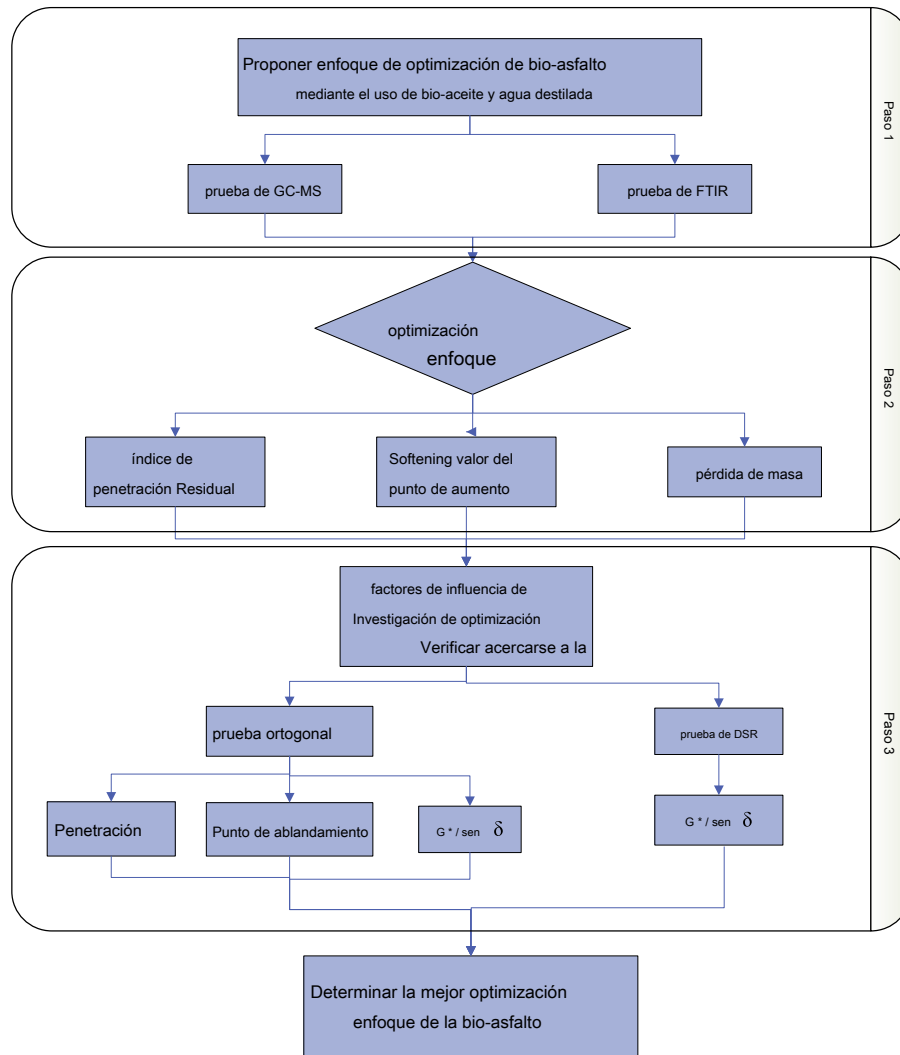 Proponer enfoque de optimización de bio-asfalto
mediante el uso de bio-aceite y agua destilada
Paso 1
prueba de GC-MS
prueba de FTIR
optimización
enfoque
Paso 2
índice de
penetración Residual
Softening valor del
punto de aumento
pérdida de masa
factores de influencia de
Investigación de optimización
Verificar acercarse a la
Paso 3
prueba ortogonal
prueba de DSR
Penetración
Punto de ablandamiento
G * / sen δ
G * / sen δ
Determinar la mejor optimización
enfoque de la bio-asfalto